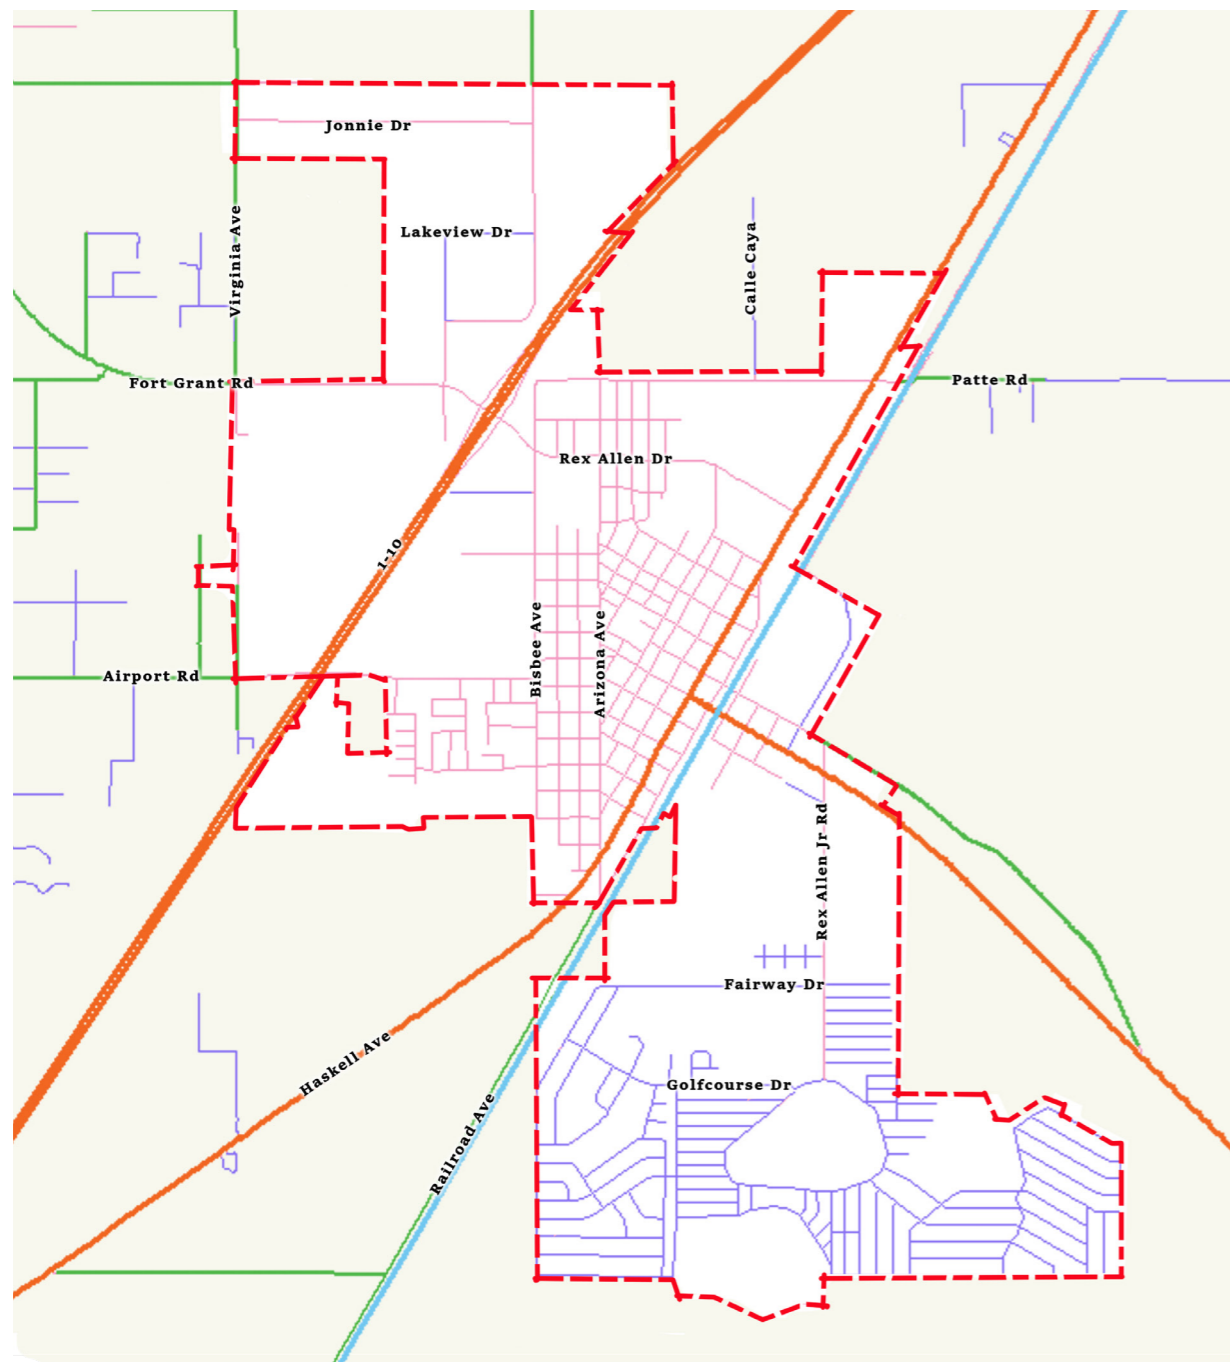 Jonnie Dr
Lakeview Dr
Virginia Ave
Calle Caya
Fort Grant Rd
Patte Rd
Rex Allen Dr
1-10
Bisbee Ave
Arizona Ave
Airport Rd
Rex Allen Jr Rd
Fairway Dr
Haskell Ave
Golfcourse Dr
Railroad Ave